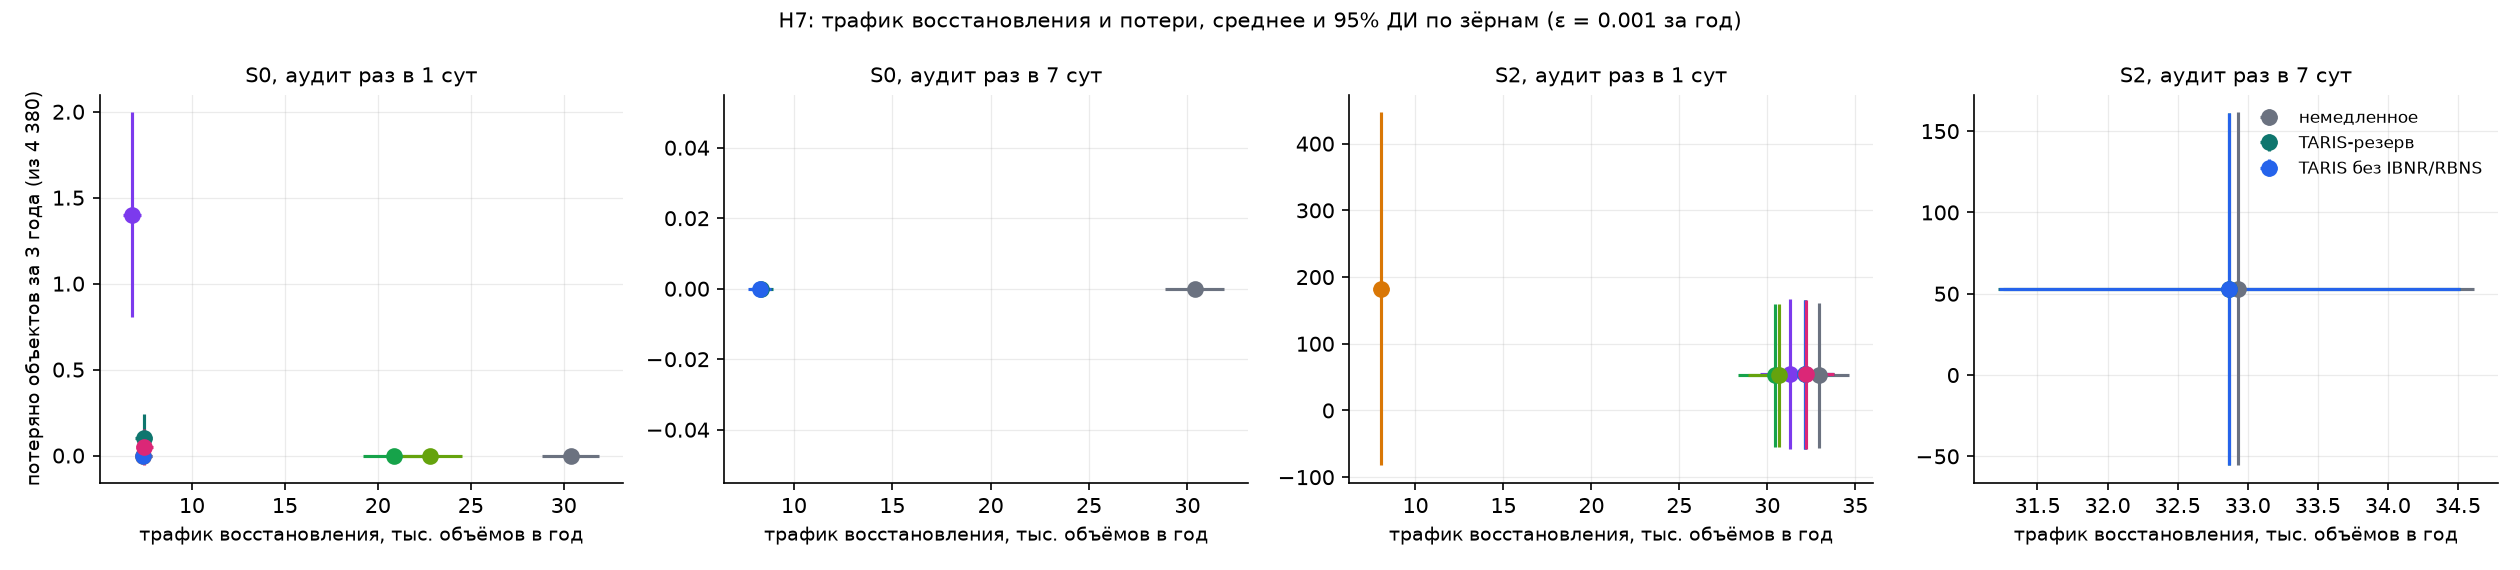 H7: трафик восстановления и потери, среднее и 95% ДИ по зёрнам (ε = 0.001 за год)
S0, аудит раз в 1 сут
потеряно объектов за 3 года (из 4 380)
2.0
1.5
1.0
0.5
0.0
10 15 20 25 30
трафик восстановления, тыс. объёмов в год
S0, аудит раз в 7 сут
0.04
0.02
0.00
−0.02
−0.04
10 15 20 25 30
трафик восстановления, тыс. объёмов в год
S2, аудит раз в 1 сут
400
300
200
100
0
−100
10 15 20 25 30 35
трафик восстановления, тыс. объёмов в год
S2, аудит раз в 7 сут
немедленное
TARIS-резерв
TARIS без IBNR/RBNS
150
100
50
0
−50
31.5 32.0 32.5 33.0 33.5 34.0 34.5
трафик восстановления, тыс. объёмов в год